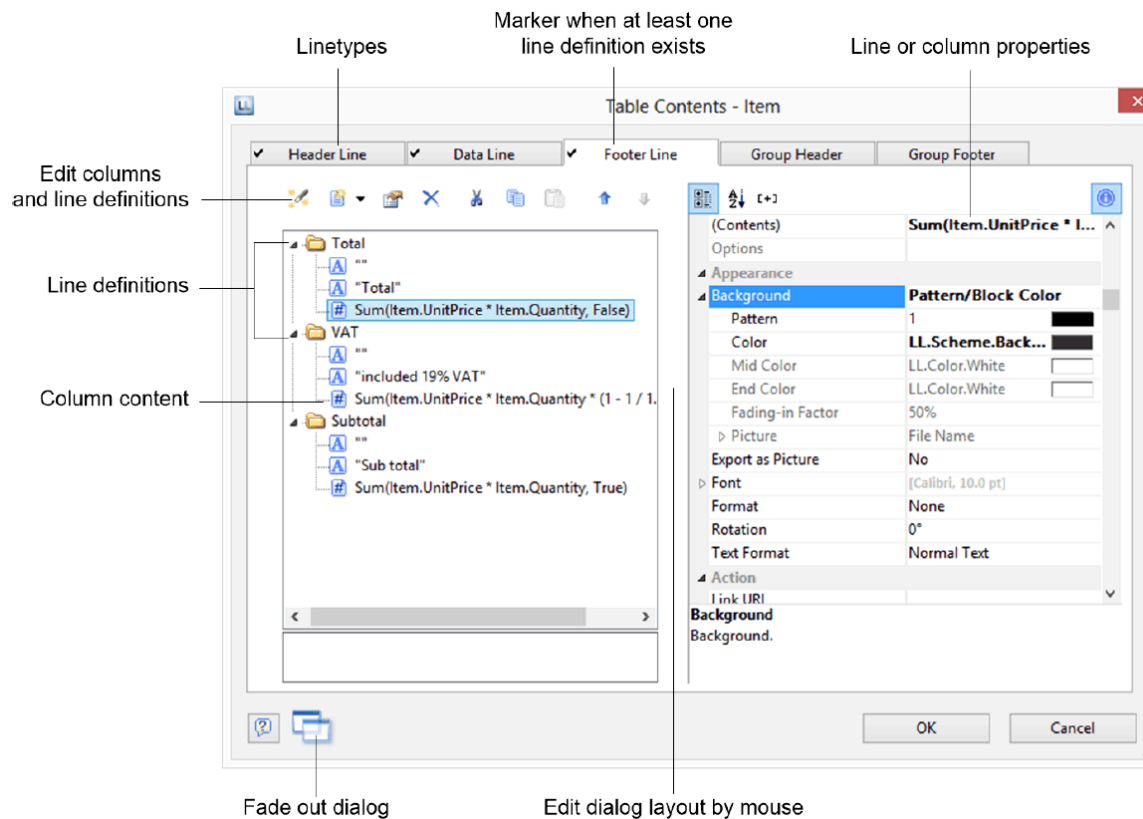 Marker when at least one
line definition exists
Linetypes
Line or column properties
LL
Table Contents - Item
Header Line
Data Line
Footer Line
Group Header
Group Footer
Edit columns
and line definitions
A
Z
[+]
(Contents) Sum(Item.UnitPrice * I...
Options
Appearance
Background Pattern/Block Color
Pattern 1
Color LL.Scheme.Back...
Mid Color LL.Color.White
End Color LL.Color.White
Fading-in Factor 50%
Picture File Name
Export as Picture No
Font [Calibri, 10.0 pt]
Format None
Rotation 0°
Text Format Normal Text
Action
Link URL
Background
Background.
Line definitions
Total
A ""
A "Total"
# Sum(Item.UnitPrice * Item.Quantity, False)
VAT
A ""
A "included 19% VAT"
Column content
# Sum(Item.UnitPrice * Item.Quantity * (1 - 1 / 1.
Subtotal
A ""
A "Sub total"
# Sum(Item.UnitPrice * Item.Quantity, True)
?
OK
Cancel
Fade out dialog
Edit dialog layout by mouse